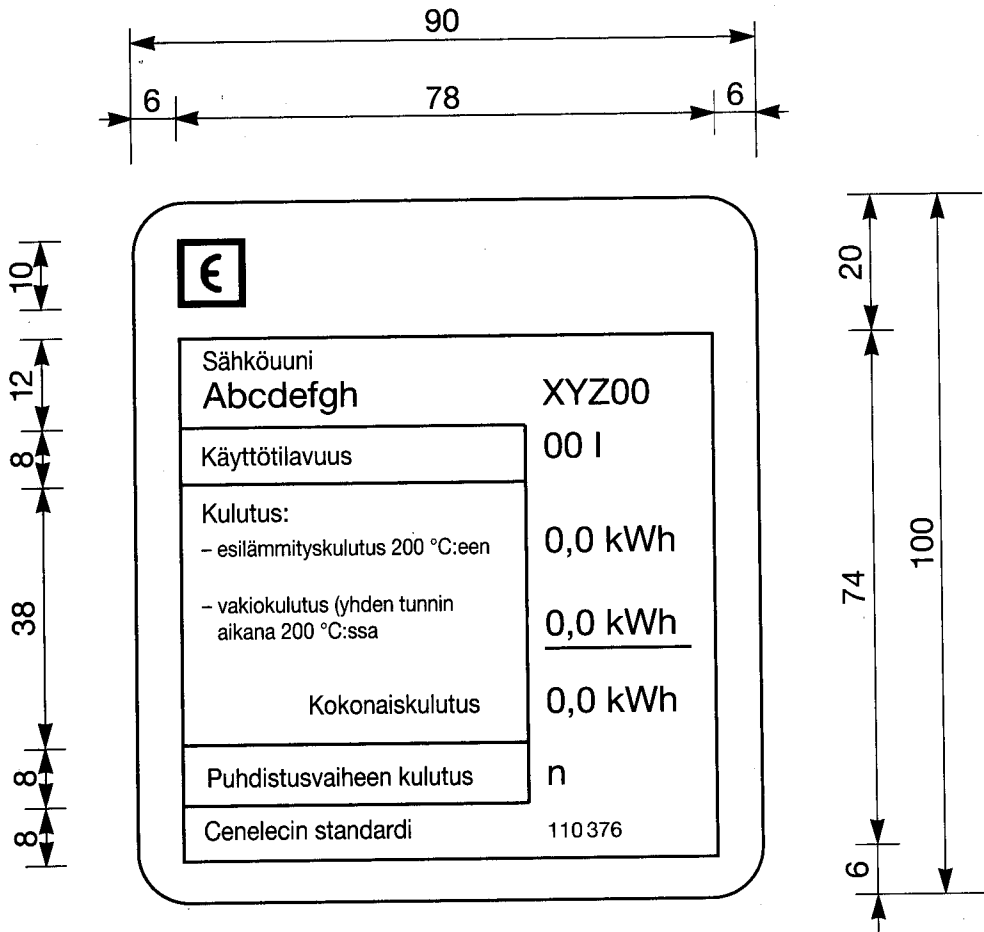 90
6 78 6
10
20
Sähköuuni
Abcdefgh XYZ00
12
Käyttötilavuus 00 l
8
Kulutus:
– esilämmityskulutus 200 °C:een 0,0 kWh
100
74
38
– vakiokulutus (yhden tunnin
aikana 200 °C:ssa 0,0 kWh
Kokonaiskulutus 0,0 kWh
Puhdistusvaiheen kulutus n
8
Cenelecin standardi 110 376
8
6